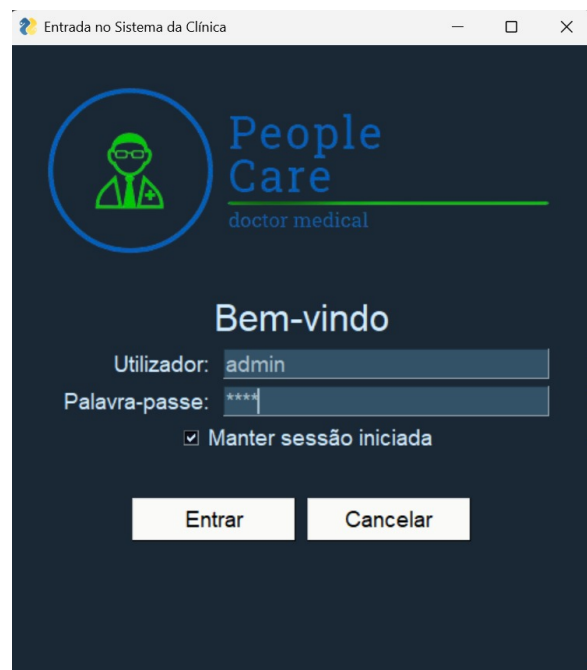 Entrada no Sistema da Clínica
People
Care
doctor medical
Bem-vindo
Utilizador: admin
Palavra-passe: ****
Manter sessão iniciada
Entrar Cancelar